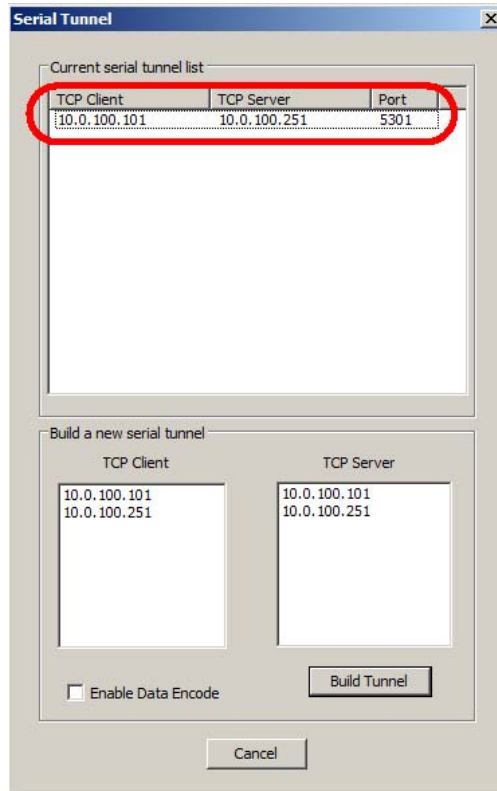 Serial Tunnel
Current serial tunnel list
TCP Client TCP Server Port
10.0.100.101 10.0.100.251 5301
Build a new serial tunnel
TCP Client TCP Server
10.0.100.101 10.0.100.101
10.0.100.251 10.0.100.251
Enable Data Encode Build Tunnel
Cancel